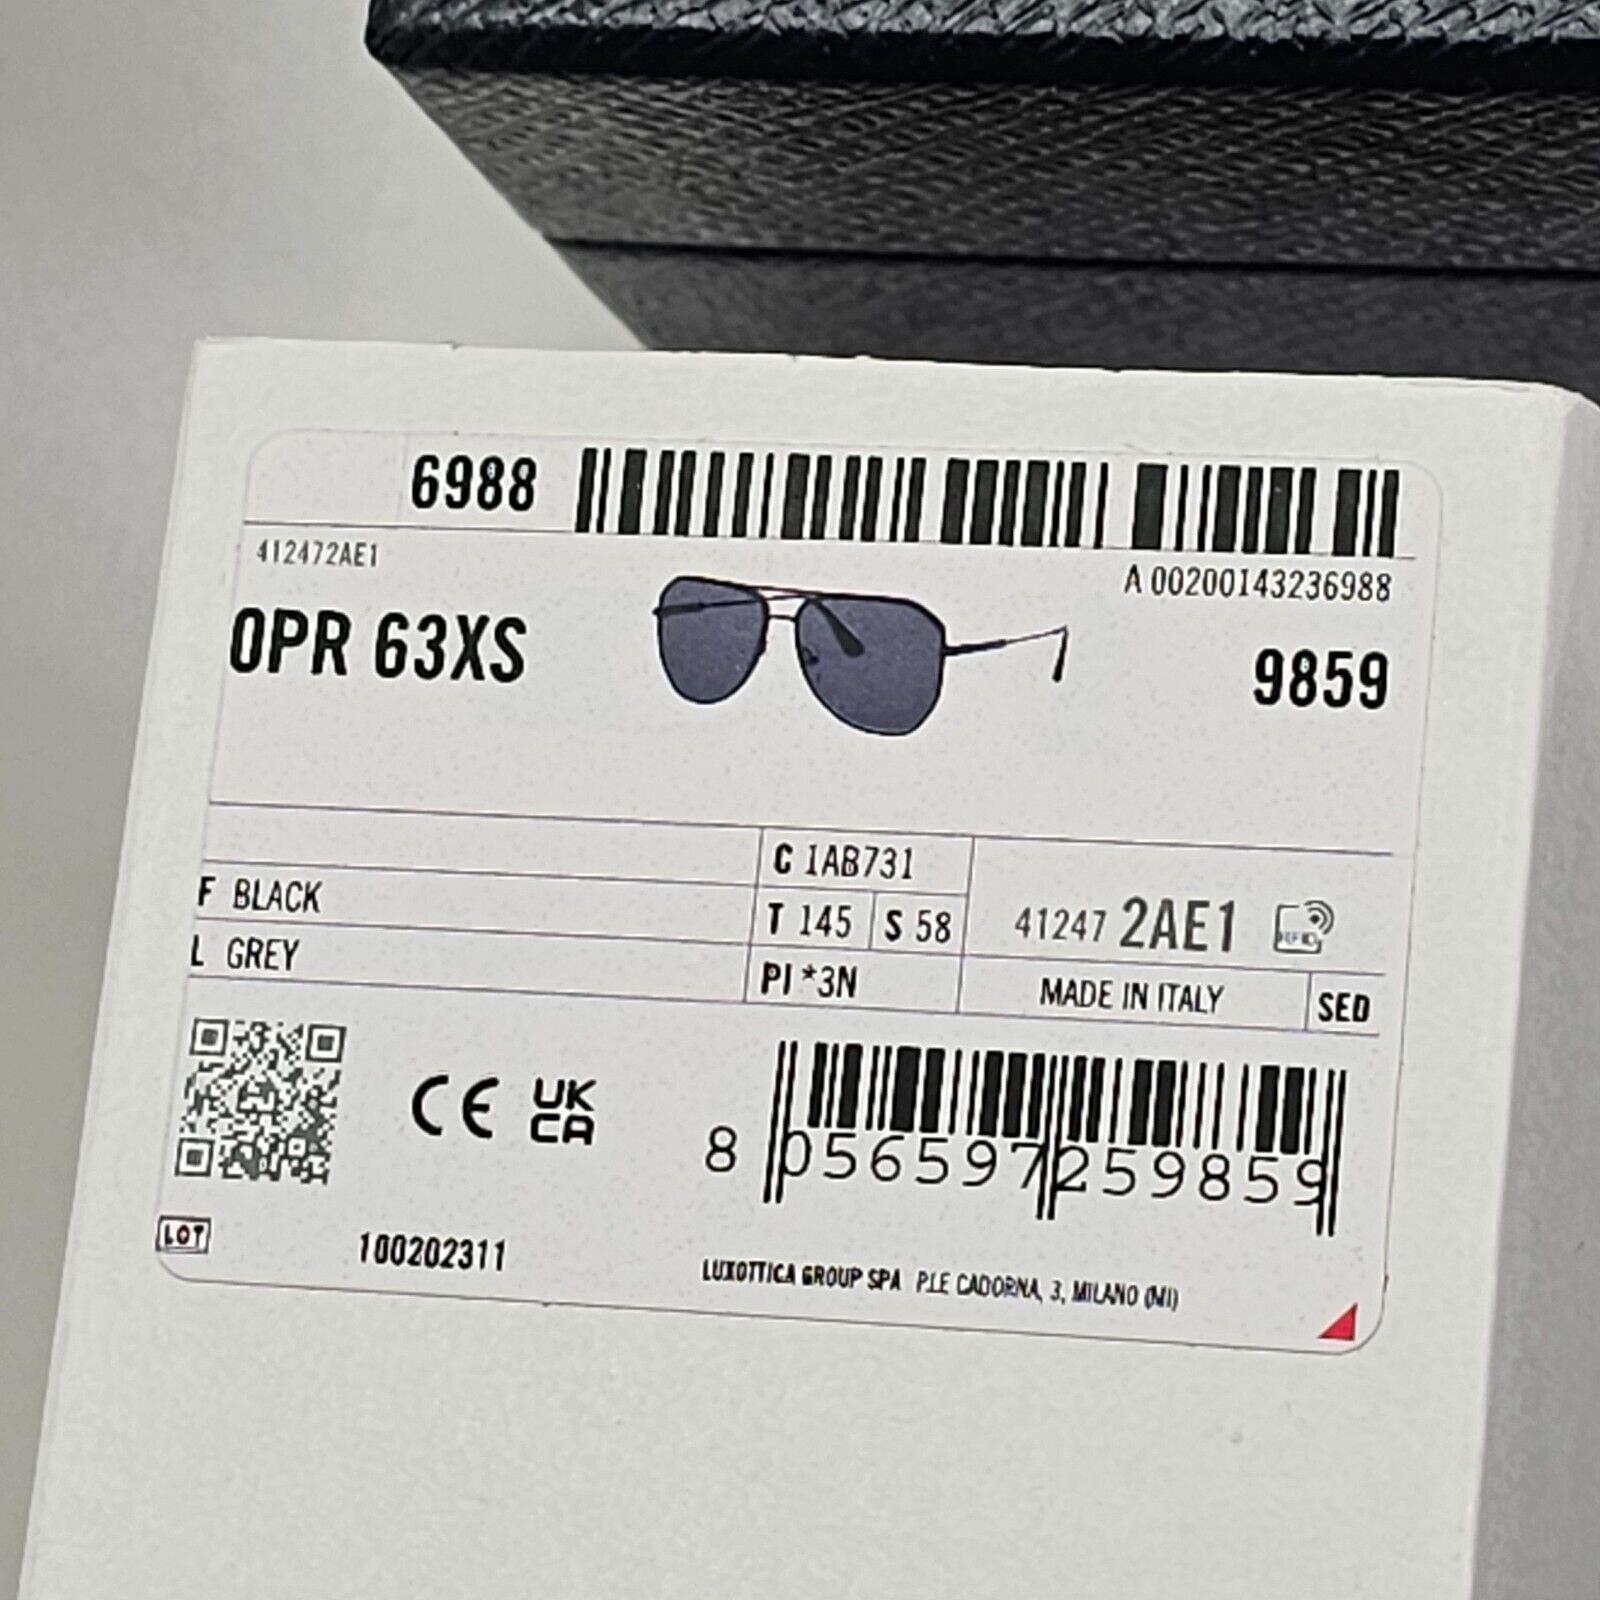 6988
412472AE1
A 00200143236988
0PR 63XS
9859
C 1AB731
F BLACK
T 145 S 58
41247 2AE1
L GREY
PI *3N
MADE IN ITALY SED
CE UK CA
8 056597 259859
LOT
100202311
LUXOTTICA GROUP SPA P.LE CADORNA, 3, MILANO (MI)